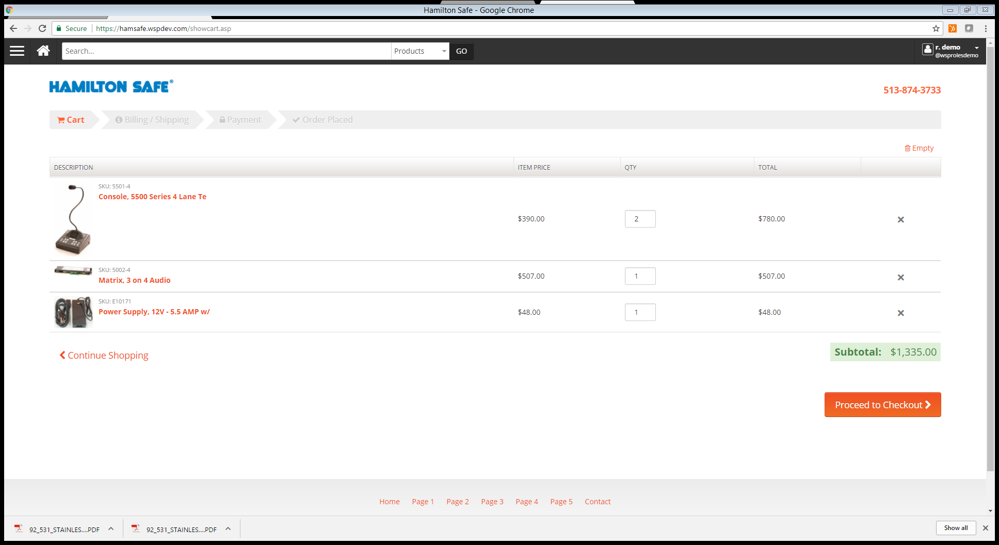 Hamilton Safe - Google Chrome
Secure https://hamsafe.wspdev.com/showcart.asp
Search... Products GO r. demo
@wsprolesdemo
HAMILTON SAFE®
513-874-3733
Cart Billing / Shipping Payment Order Placed
Empty
DESCRIPTION ITEM PRICE QTY TOTAL
SKU: 5501-4
Console, 5500 Series 4 Lane Te
$390.00 2 $780.00
SKU: 5002-4
Matrix, 3 on 4 Audio
$507.00 1 $507.00
SKU: E10171
Power Supply, 12V - 5.5 AMP w/
$48.00 1 $48.00
Continue Shopping
Subtotal: $1,335.00
Proceed to Checkout
Home Page 1 Page 2 Page 3 Page 4 Page 5 Contact
92_531_STAINLES....PDF 92_531_STAINLES....PDF Show all